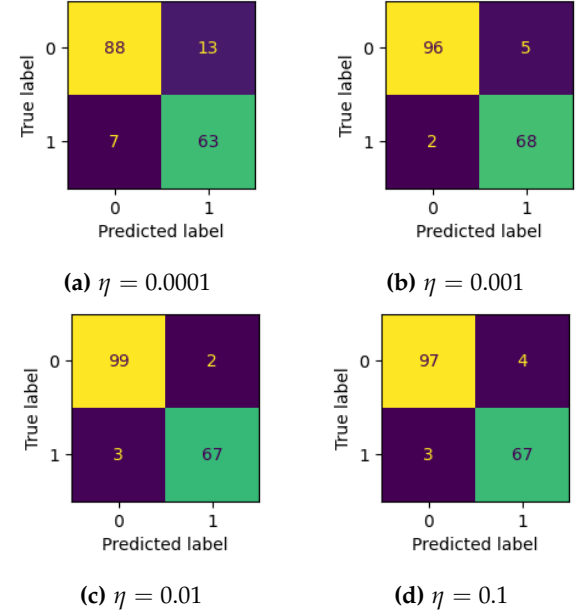 0 88 13 0 96 5
True label True label
1 7 63 1 2 68
0 1 0 1
Predicted label Predicted label
(a) η = 0.0001 (b) η = 0.001
0 99 2 0 97 4
True label True label
1 3 67 1 3 67
0 1 0 1
Predicted label Predicted label
(c) η = 0.01 (d) η = 0.1